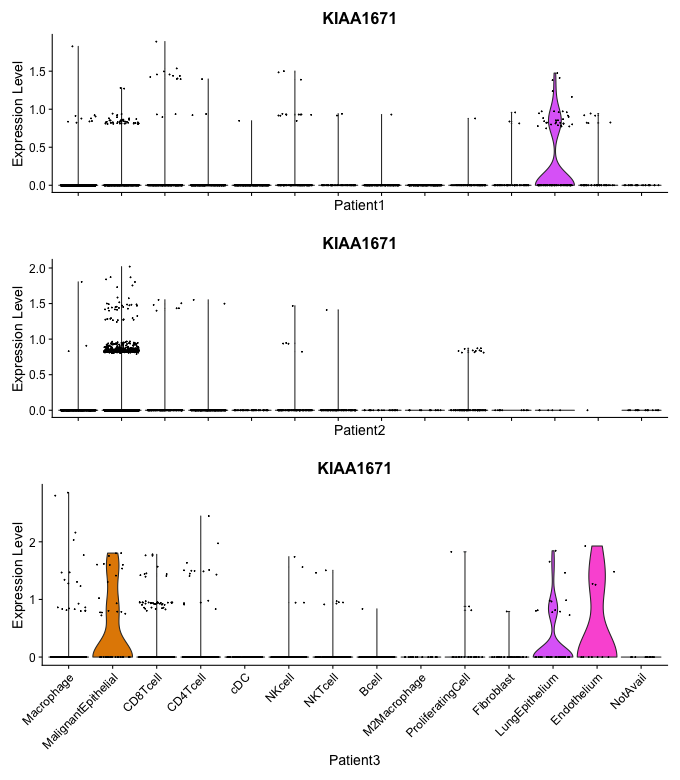 KIAA1671
Expression Level
1.5
1.0
0.5
0.0
Patient1
KIAA1671
Expression Level
2.0
1.5
1.0
0.5
0.0
Patient2
KIAA1671
Expression Level
2
1
0
Macrophage
MalignantEpithelial
CD8Tcell
CD4Tcell
cDC
NKcell
NKTcell
Bcell
M2Macrophage
ProliferatingCell
Fibroblast
LungEpithelium
Endothelium
NotAvail
Patient3